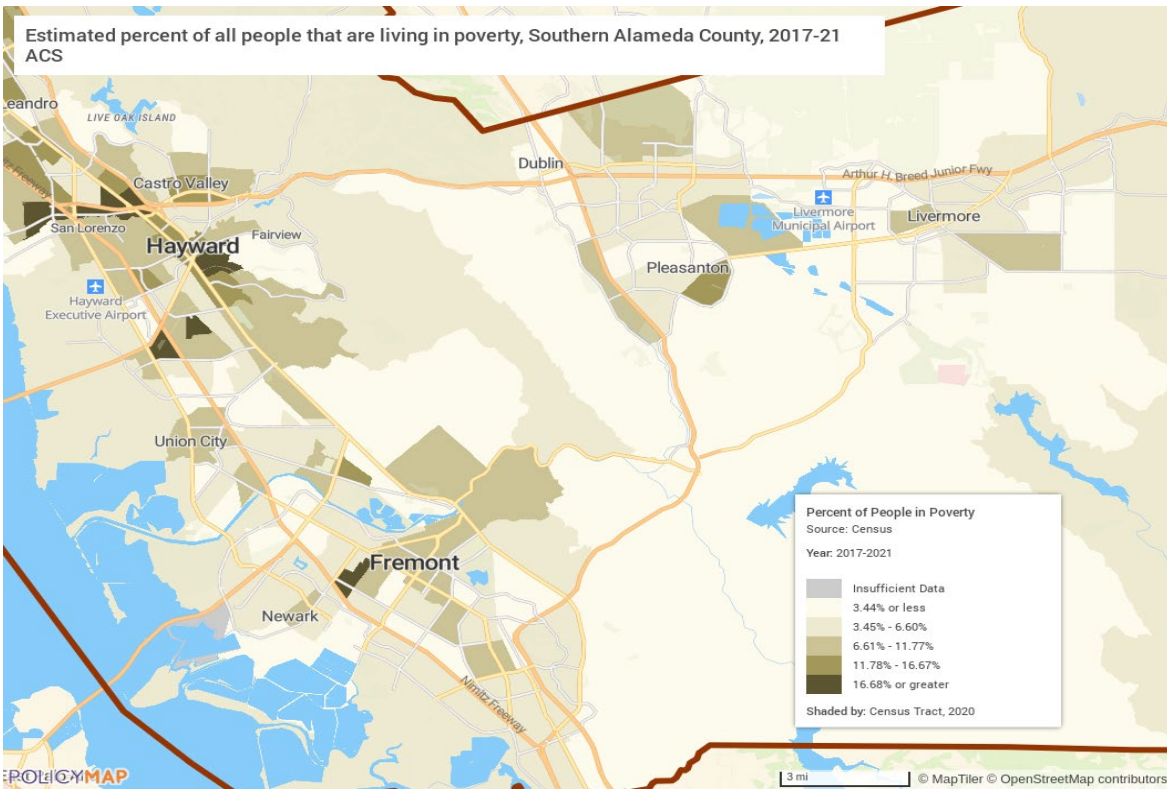 Estimated percent of all people that are living in poverty, Southern Alameda County, 2017-21
ACS
Leandro
LIVE OAK ISLAND
Dublin
Arthur H. Breed Junior Fwy
Castro Valley
Livermore
Municipal Airport
Livermore
San Lorenzo
Hayward
Fairview
Pleasanton
Hayward
Executive Airport
Union City
Fremont
Newark
Nimitz Freeway
Percent of People in Poverty
Source: Census
Year: 2017-2021
Insufficient Data
3.44% or less
3.45% - 6.60%
6.61% - 11.77%
11.78% - 16.67%
16.68% or greater
Shaded by: Census Tract, 2020
POLICYMAP
3 mi
© MapTiler © OpenStreetMap contributors